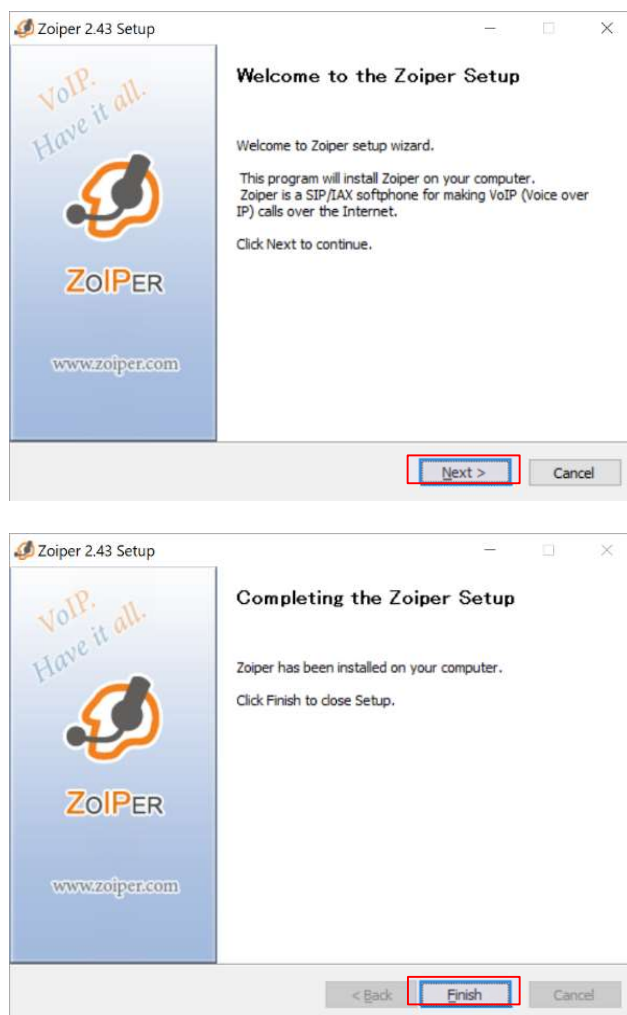 Zoiper 2.43 Setup
VoIP.
Have it all.
ZOIPER
www.zoiper.com
Welcome to the Zoiper Setup
Welcome to Zoiper setup wizard.
This program will install Zoiper on your computer.
Zoiper is a SIP/IAX softphone for making VoIP (Voice over
IP) calls over the Internet.
Click Next to continue.
Next >
Cancel
Zoiper 2.43 Setup
VoIP.
Have it all.
ZOIPER
www.zoiper.com
Completing the Zoiper Setup
Zoiper has been installed on your computer.
Click Finish to close Setup.
< Back
Finish
Cancel